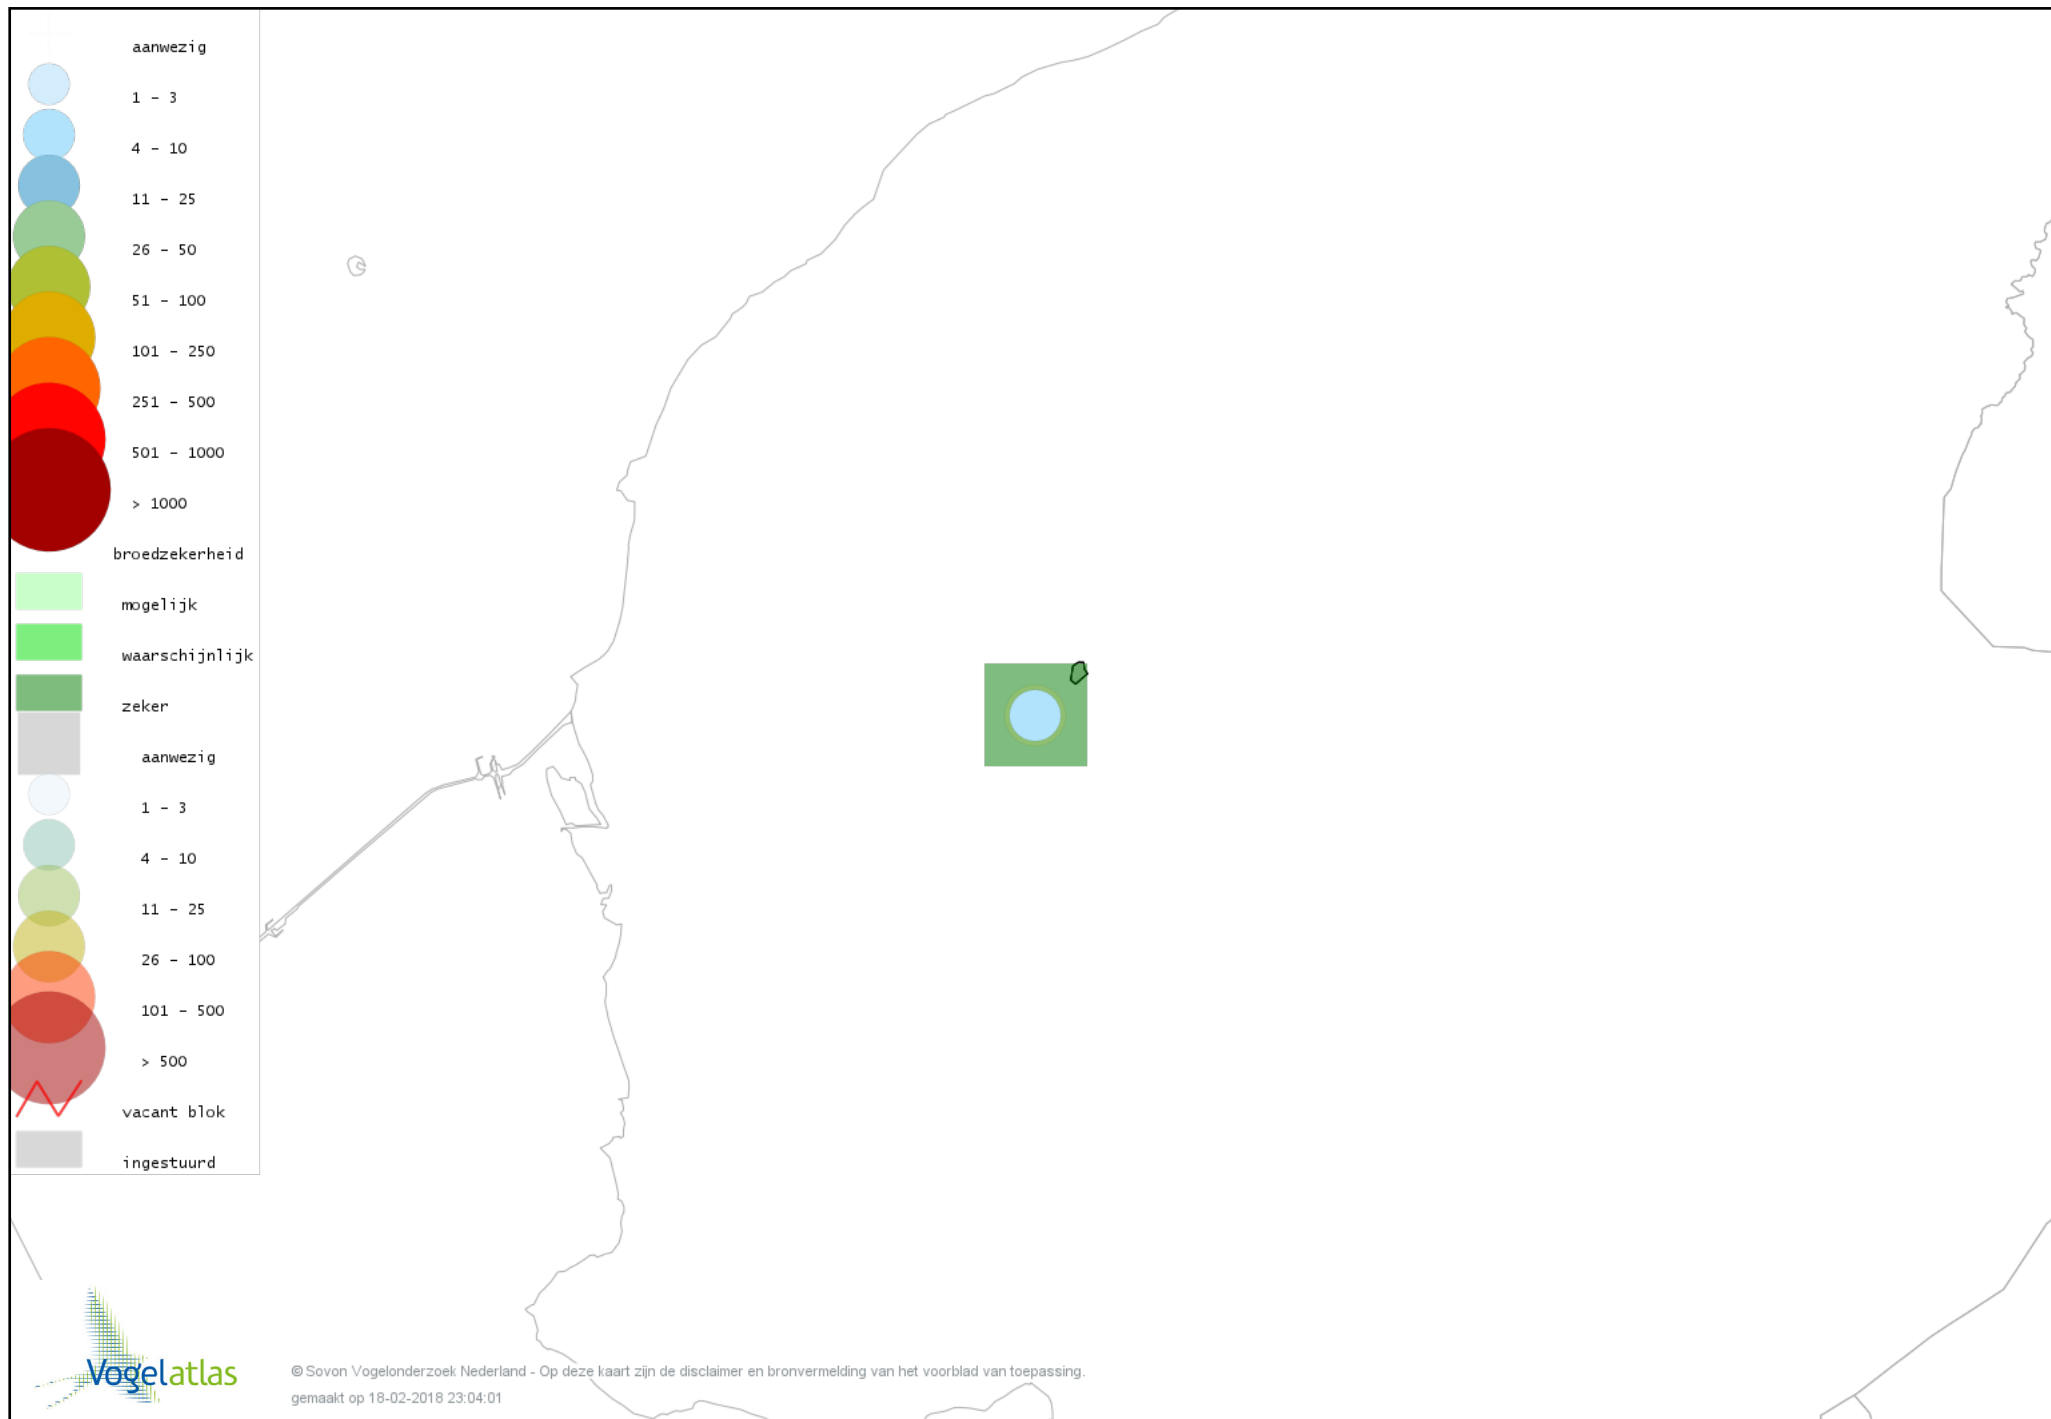 aanwezig
1 - 3
4 - 10
11 - 25
26 - 50
51 - 100
101 - 250
251 - 500
501 - 1000
> 1000
broedzekerheid
mogelijk
waarschijnlijk
zeker
aanwezig
1 - 3
4 - 10
11 - 25
26 - 100
101 - 500
> 500
vacant blok
ingestuurd
Vogelatlas
© Sovon Vogelonderzoek Nederland - Op deze kaart zijn de disclaimer en bronvermelding van het voorblad van toepassing.
gemaakt op 18-02-2018 23:04:01